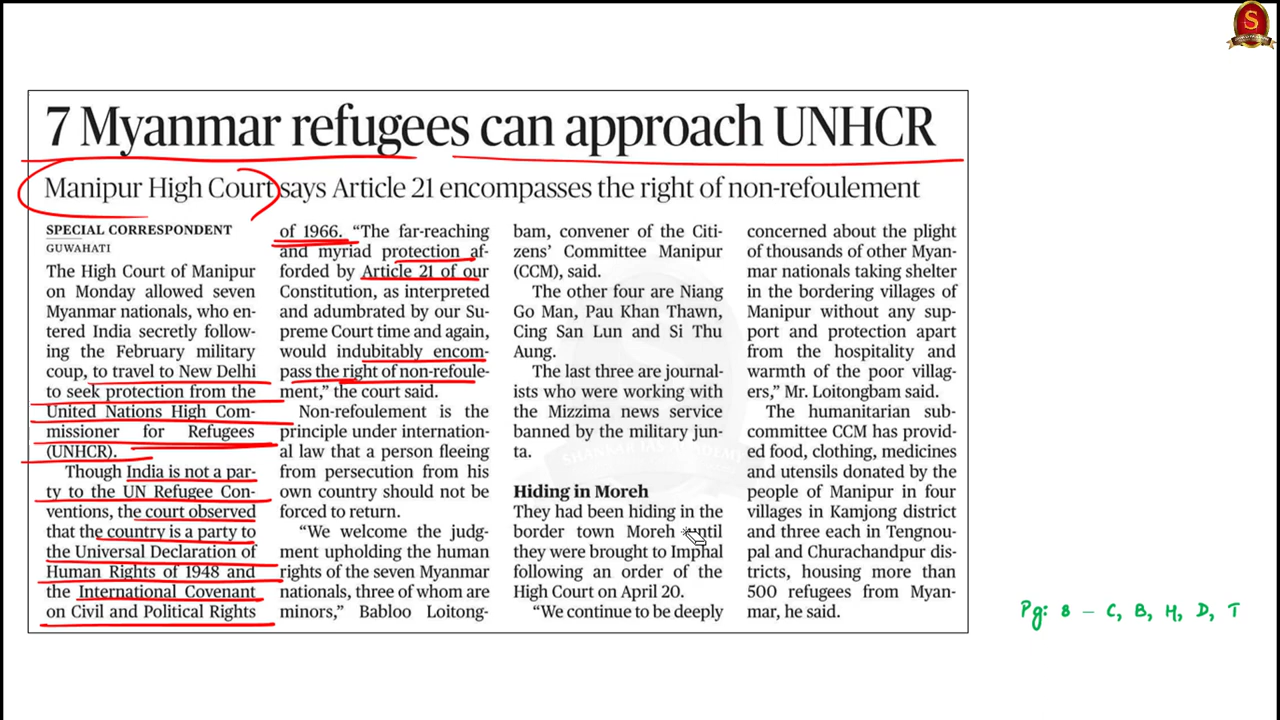 S
7 Myanmar refugees can approach UNHCR
Manipur High Court says Article 21 encompasses the right of non-refoulement
SPECIAL CORRESPONDENT
GUWAHATI
The High Court of Manipur
on Monday allowed seven
Myanmar nationals, who en-
tered India secretly follow-
ing the February military
coup, to travel to New Delhi
to seek protection from the
United Nations High Com-
missioner for Refugees
(UNHCR).
Though India is not a par-
ty to the UN Refugee Con-
ventions, the court observed
that the country is a party to
the Universal Declaration of
Human Rights of 1948 and
the International Covenant
on Civil and Political Rights
of 1966. “The far-reaching
and myriad protection af-
forded by Article 21 of our
Constitution, as interpreted
and adumbrated by our Su-
preme Court time and again,
would indubitably encom-
pass the right of non-refoule-
ment,” the court said.
Non-refoulement is the
principle under internation-
al law that a person fleeing
from persecution from his
own country should not be
forced to return.
“We welcome the judg-
ment upholding the human
rights of the seven Myanmar
nationals, three of whom are
minors,” Babloo Loitong-
bam, convener of the Citi-
zens’ Committee Manipur
(CCM), said.
The other four are Niang
Go Man, Pau Khan Thawn,
Cing San Lun and Si Thu
Aung.
The last three are journal-
ists who were working with
the Mizzima news service
banned by the military jun-
ta.
Hiding in Moreh
They had been hiding in the
border town Moreh until
they were brought to Imphal
following an order of the
High Court on April 20.
“We continue to be deeply
concerned about the plight
of thousands of other Myan-
mar nationals taking shelter
in the bordering villages of
Manipur without any sup-
port and protection apart
from the hospitality and
warmth of the poor villag-
ers,” Mr. Loitongbam said.
The humanitarian sub-
committee CCM has provid-
ed food, clothing, medicines
and utensils donated by the
people of Manipur in four
villages in Kamjong district
and three each in Tengnou-
pal and Churachandpur dis-
tricts, housing more than
500 refugees from Myan-
mar, he said.
Pg: 8 – C, B, H, D, T